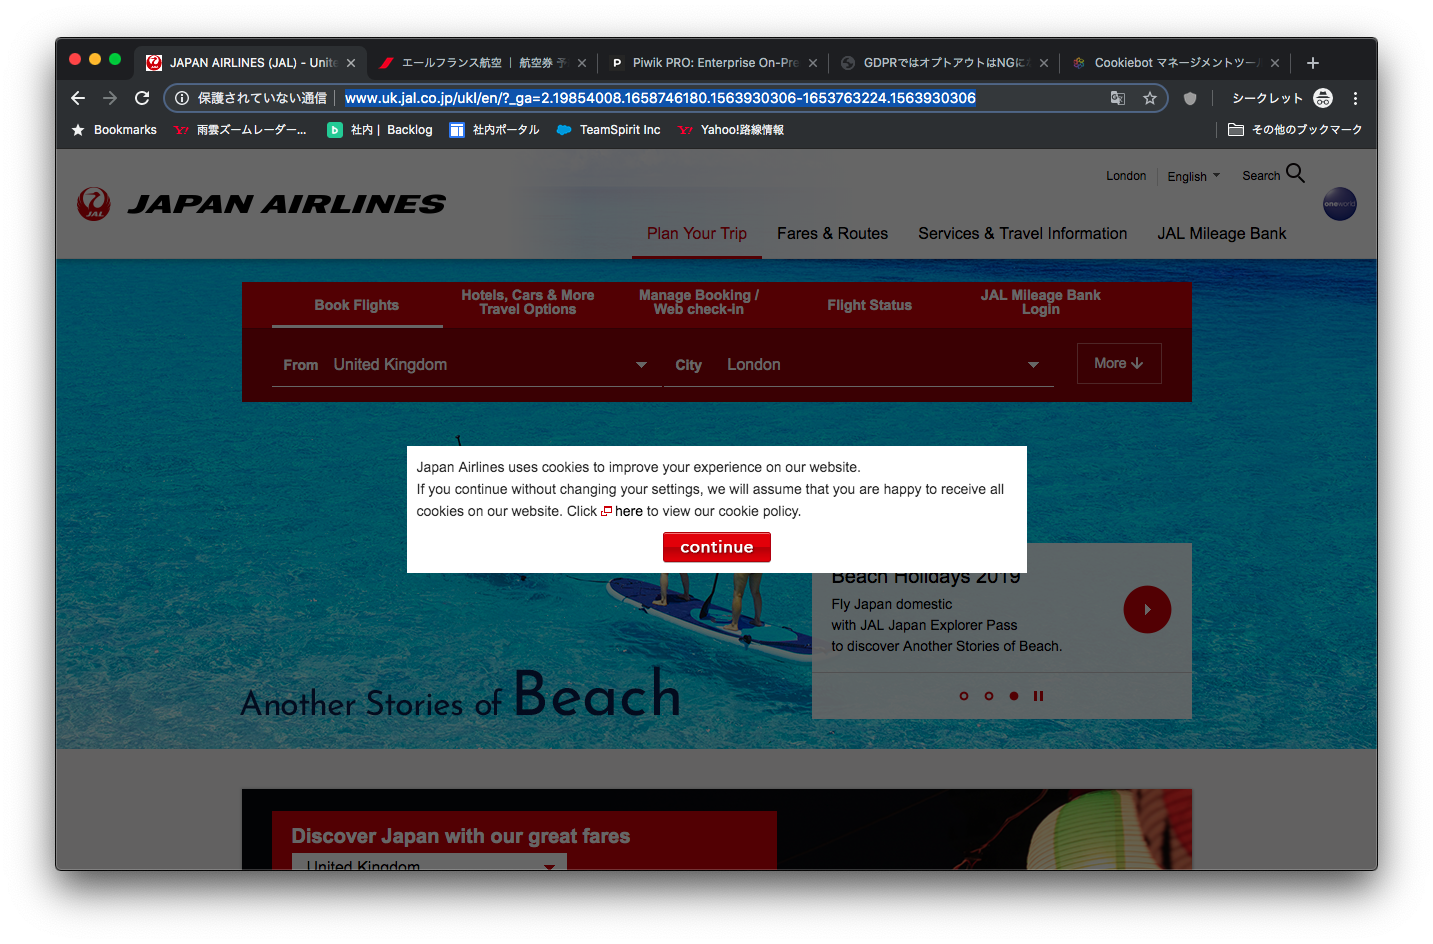 JAPAN AIRLINES (JAL) - Unite
エールフランス航空 | 航空券 予
Piwik PRO: Enterprise On-Pre
GDPRではオプトアウトはNGに
Cookiebot マネージメントツール
保護されていない通信
www.uk.jal.co.jp/ukl/en/?_ga=2.19854008.1658746180.1563930306-1653763224.1563930306
シークレット
Bookmarks
雨雲ズームレーダー...
社内 | Backlog
社内ポータル
TeamSpirit Inc
Yahoo!路線情報
その他のブックマーク
London
English
Search
JAL
JAPAN AIRLINES
oneworld
Plan Your Trip
Fares & Routes
Services & Travel Information
JAL Mileage Bank
Book Flights
Hotels, Cars & More
Travel Options
Manage Booking /
Web check-in
Flight Status
JAL Mileage Bank
Login
From United Kingdom
City London
More
Japan Airlines uses cookies to improve your experience on our website.
If you continue without changing your settings, we will assume that you are happy to receive all
cookies on our website. Click here to view our cookie policy.
continue
Beach Holidays 2019
Fly Japan domestic
with JAL Japan Explorer Pass
to discover Another Stories of Beach.
Another Stories of Beach
Discover Japan with our great fares
United Kingdom